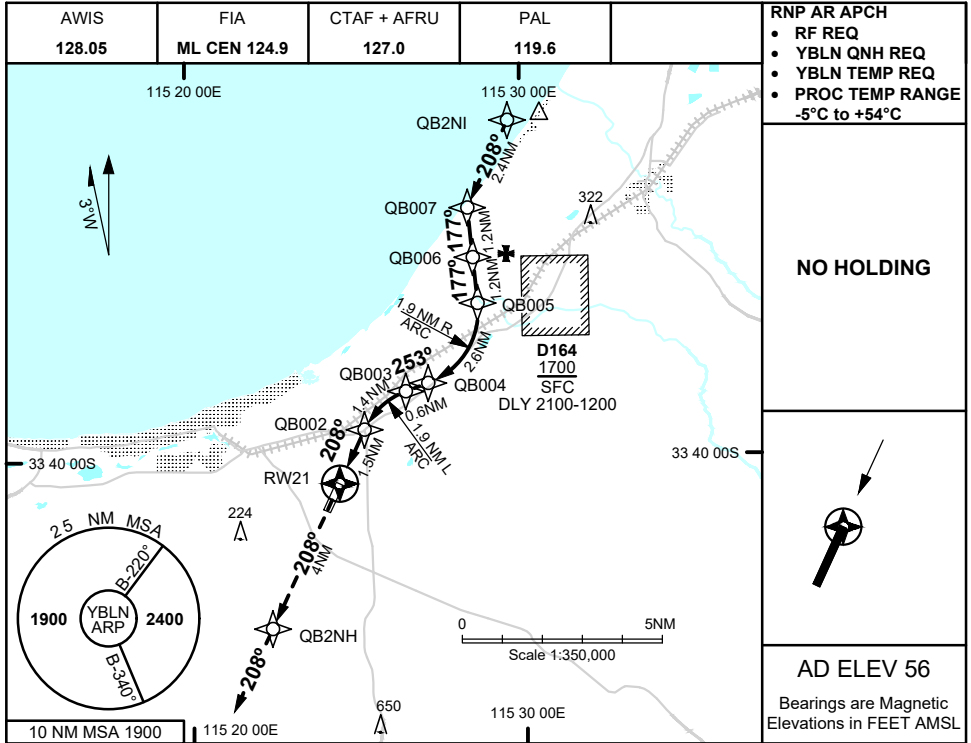 AWIS
128.05
FIA
ML CEN 124.9
CTAF + AFRU
127.0
PAL
119.6
RNP AR APCH
• RF REQ
• YBLN QNH REQ
• YBLN TEMP REQ
• PROC TEMP RANGE
-5°C to +54°C
NO HOLDING
AD ELEV 56
Bearings are Magnetic
Elevations in FEET AMSL
115 20 00E
115 30 00E
QB2NI
208°
2.4NM
3°W
QB007
322
177°
1.2NM
QB006
177°
1.2NM
QB005
1.9 NM R
ARC
2.6NM
D164
1700
SFC
DLY 2100-1200
253°
QB003
QB004
1.4NM
0.6NM
QB002
1.9 NM L
ARC
208°
1.5NM
33 40 00S
33 40 00S
RW21
224
208°
4NM
25 NM MSA
B-220°
1900
YBLN
ARP
2400
B-340°
QB2NH
0
5NM
Scale 1:350,000
208°
650
10 NM MSA 1900
115 20 00E
115 30 00E